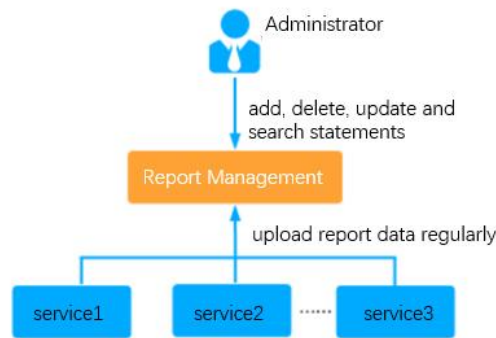 Administrator
add, delete, update and
search statements
Report Management
upload report data regularly
service1
service2
······
service3